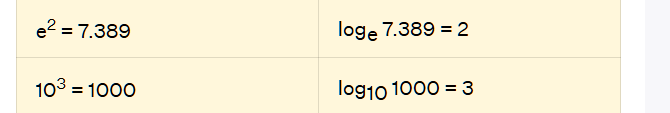 e² = 7.389
logₑ 7.389 = 2
10³ = 1000
log₁₀ 1000 = 3